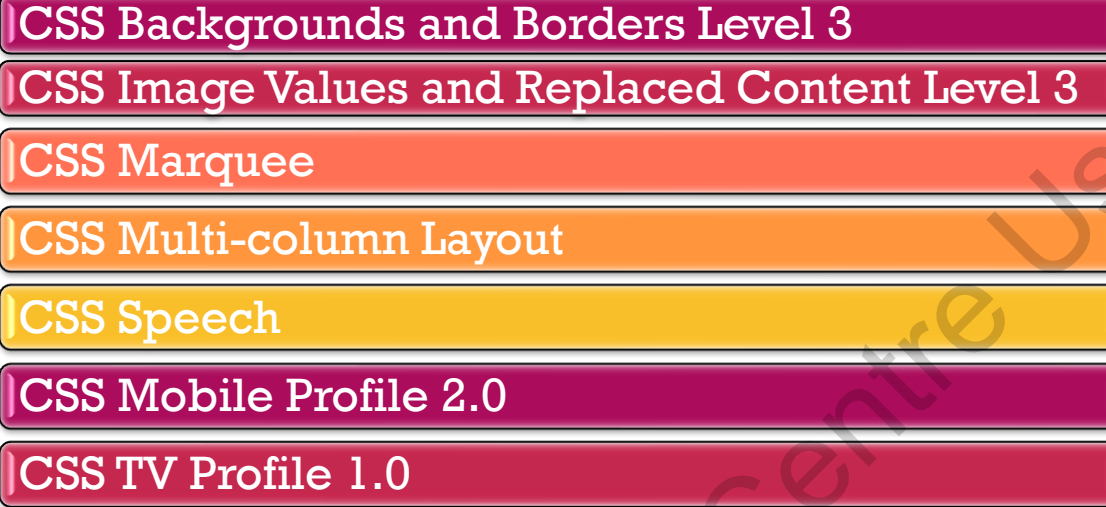 CSS Backgrounds and Borders Level 3
CSS Image Values and Replaced Content Level 3
CSS Marquee
CSS Multi-column Layout
CSS Speech
CSS Mobile Profile 2.0
CSS TV Profile 1.0
Centre